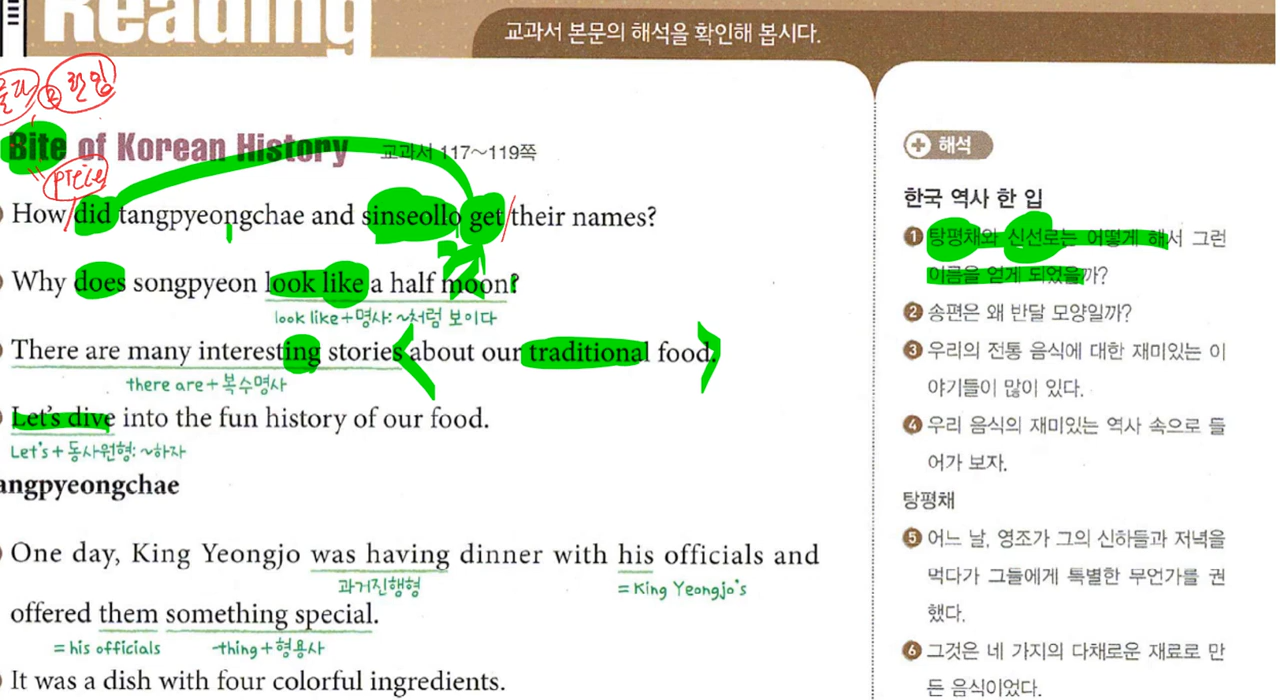 Reading
교과서 본문의 해석을 확인해 봅시다.
한 입
Bite of Korean History 교과서 117~119쪽
piece
How did tangpyeongchae and sinseollo get their names?
Why does songpyeon look like a half moon?
look like+명사: ~처럼 보이다
There are many interesting stories about our traditional food.
there are+복수명사
Let's dive into the fun history of our food.
Let's+동사원형: ~하자
angpyeongchae
One day, King Yeongjo was having dinner with his officials and
과거진행형 = King Yeongjo's
offered them something special.
= his officials -thing+형용사
It was a dish with four colorful ingredients.
해석
한국 역사 한 입
1 탕평채와 신선로는 어떻게 해서 그런
이름을 얻게 되었을까?
2 송편은 왜 반달 모양일까?
3 우리의 전통 음식에 대한 재미있는 이
야기들이 많이 있다.
4 우리 음식의 재미있는 역사 속으로 들
어가 보자.
탕평채
5 어느 날, 영조가 그의 신하들과 저녁을
먹다가 그들에게 특별한 무언가를 권
했다.
6 그것은 네 가지의 다채로운 재료로 만
든 음식이었다.